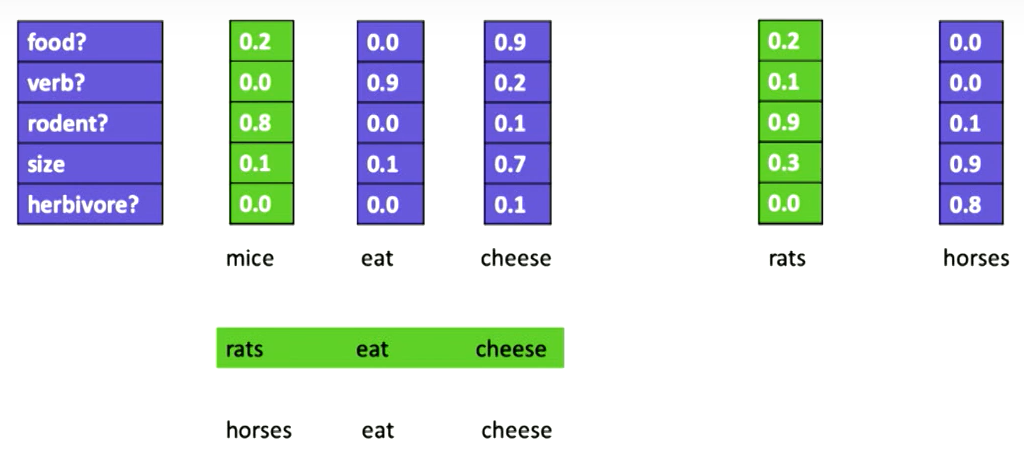 food? 0.2 0.0 0.9 0.2 0.0
verb? 0.0 0.9 0.2 0.1 0.0
rodent? 0.8 0.0 0.1 0.9 0.1
size 0.1 0.1 0.7 0.3 0.9
herbivore? 0.0 0.0 0.1 0.0 0.8
mice eat cheese rats horses
rats eat cheese
horses eat cheese